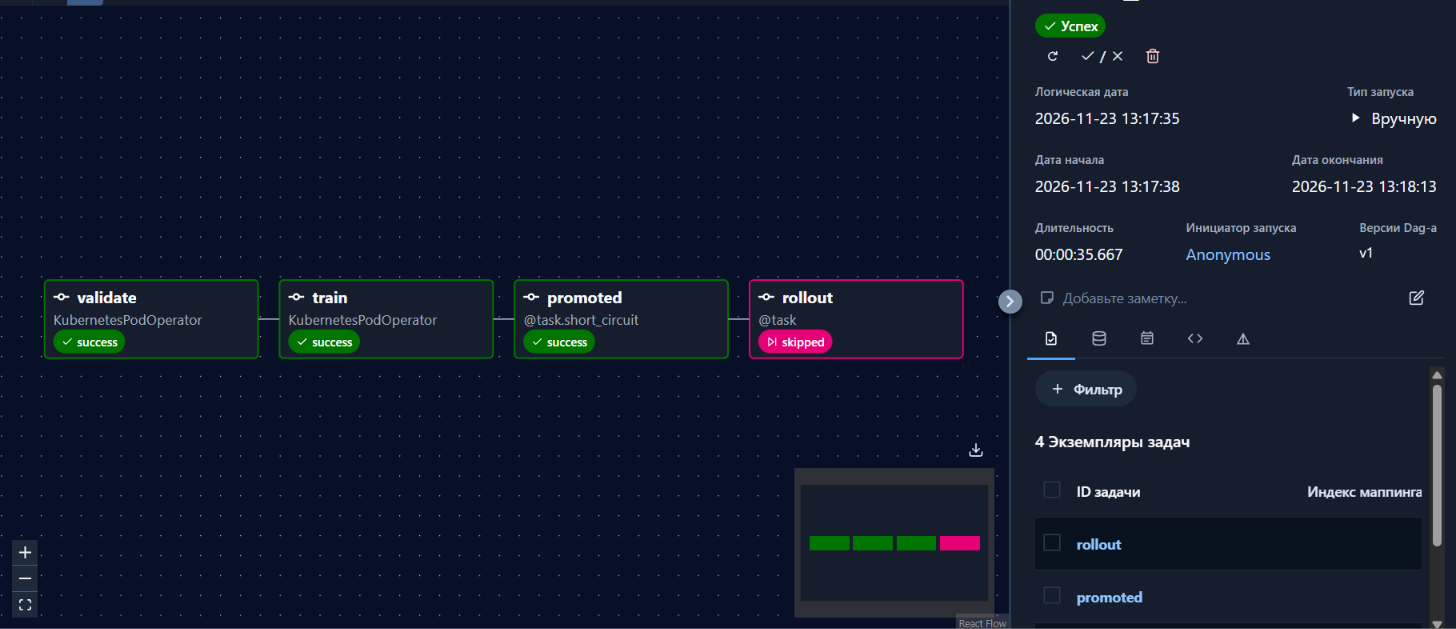 validate
KubernetesPodOperator
success
train
KubernetesPodOperator
success
promoted
@task.short_circuit
success
rollout
@task
skipped
React Flow
Успех
/
Логическая дата
Тип запуска
2026-11-23 13:17:35
Вручную
Дата начала
Дата окончания
2026-11-23 13:17:38
2026-11-23 13:18:13
Длительность
Инициатор запуска
Версии Dag-а
00:00:35.667
Anonymous
v1
Добавьте заметку...
Фильтр
4 Экземпляры задач
ID задачи
Индекс маппинга
rollout
promoted